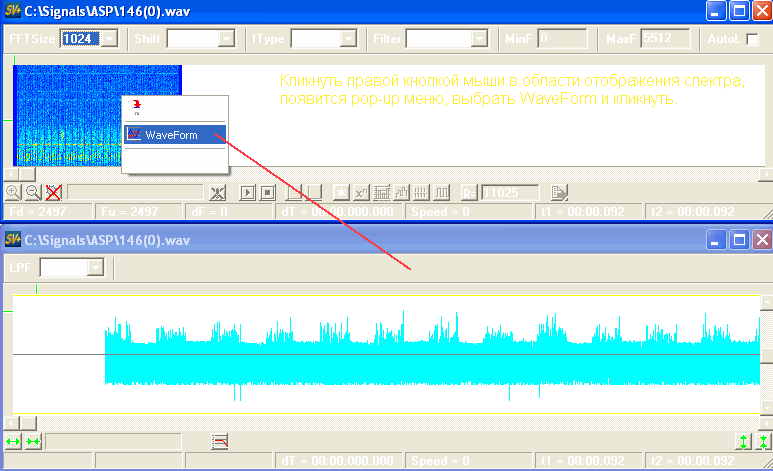 SV+ C:\Signals\ASP\146(0).wav
FFTSize 1024 Shift IType Filter MinF 0 MaxF 5512 AutoL
Кликнуть правой кнопкой мыши в области отображения спектра,
появится pop-up меню, выбрать WaveForm и кликнуть.
WaveForm
p= 11025
Fd = 2497 Fu = 2497 dF = 0 dT = 00:00.000.000 Speed = 0 t1 = 00:00.092 t2 = 00:00.092
SV+ C:\Signals\ASP\146(0).wav
LPF
dT = 00:00.000.000 Speed = 0 t1 = 00:00.092 t2 = 00:00.092